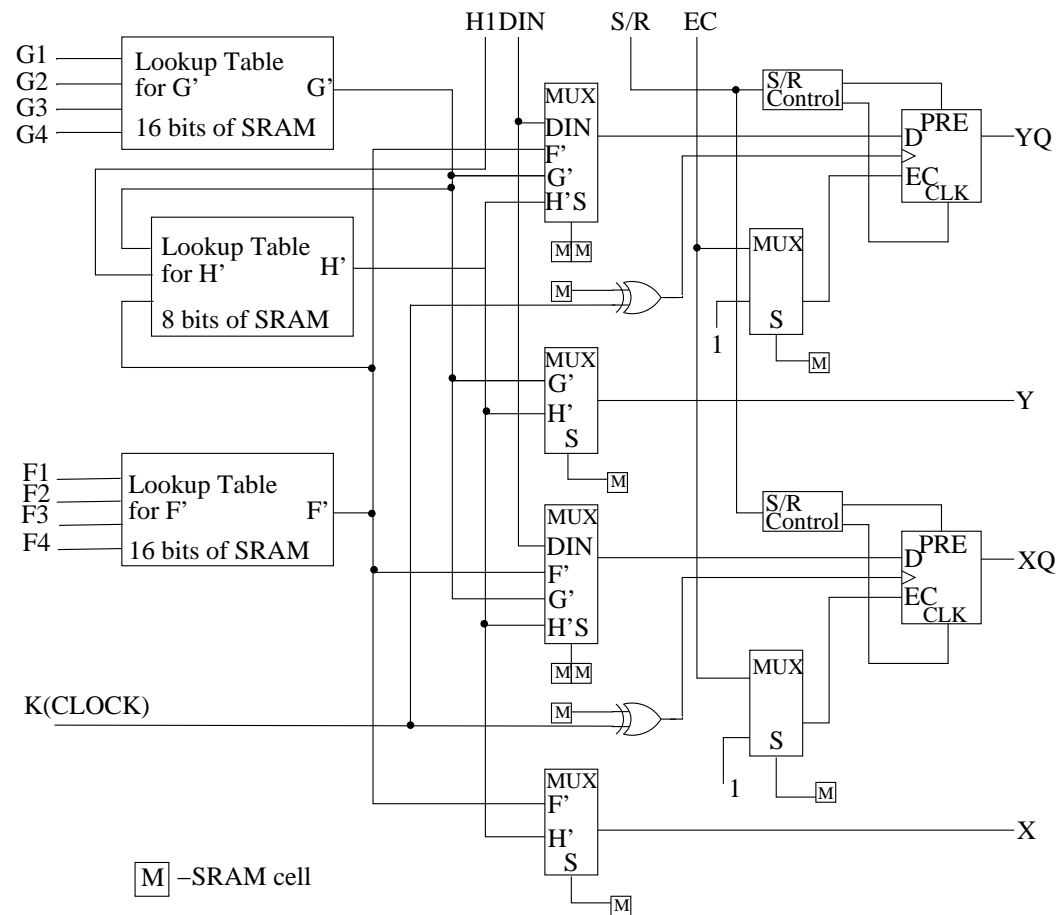 H1DIN S/R EC
G1
G2
G3
G4
Lookup Table
for G’ G’
16 bits of SRAM
MUX
DIN
F’
G’
H’S
M M
S/R
Control
PRE
D
EC
CLK
YQ
Lookup Table
for H’ H’
8 bits of SRAM
M
MUX
S
1
M
MUX
G’
H’
S
M
Y
F1
F2
F3
F4
Lookup Table
for F’ F’
16 bits of SRAM
MUX
DIN
F’
G’
H’S
M M
S/R
Control
PRE
D
EC
CLK
XQ
K(CLOCK)
M
MUX
S
1
M
MUX
F’
H’
S
M
X
M –SRAM cell